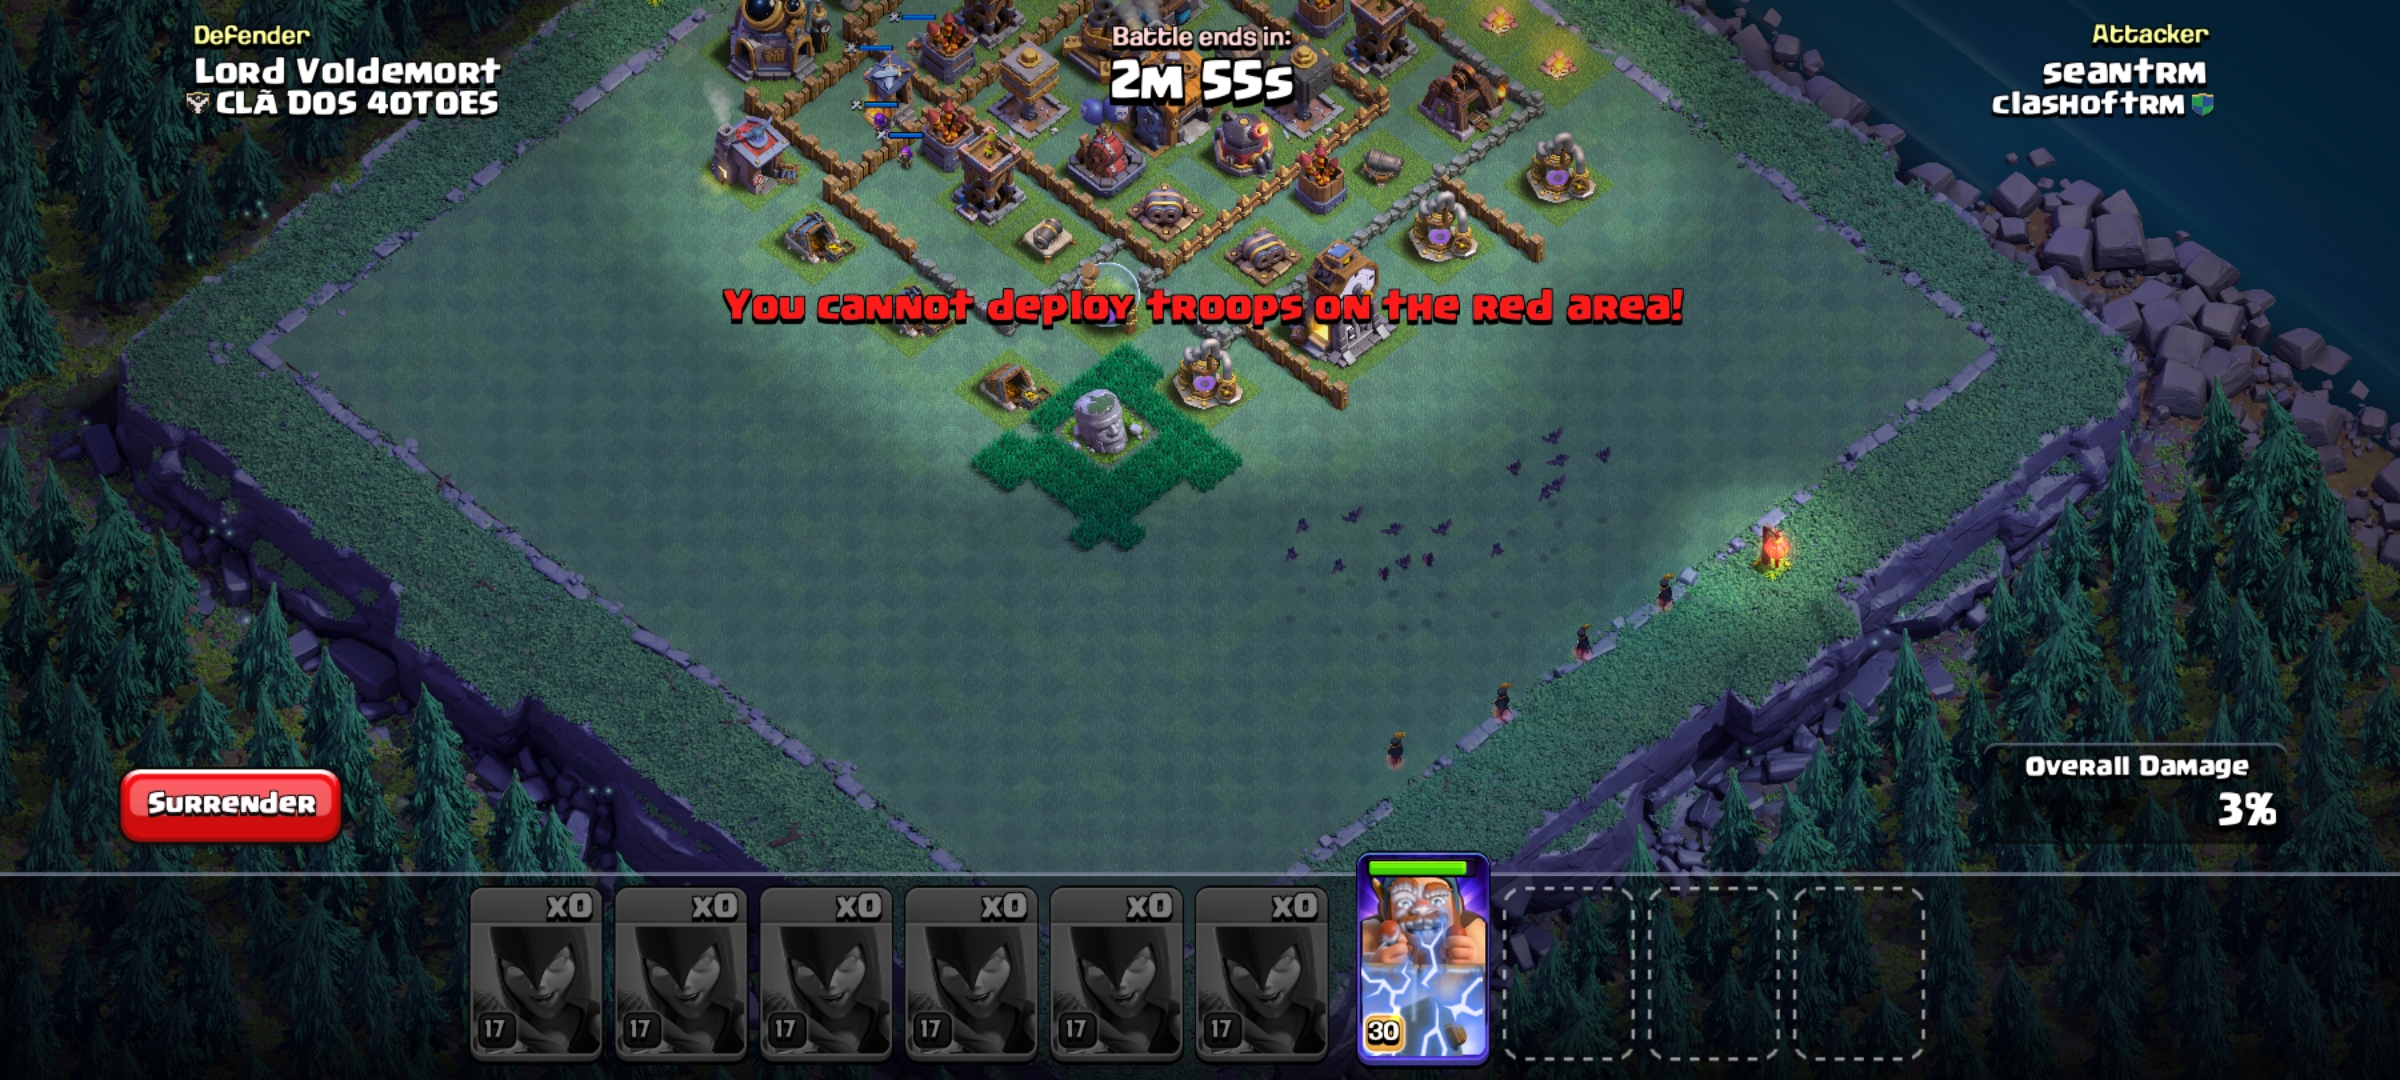 Defender
Lord Voldemort
CLÃ DOS 40TOES
Battle ends in:
2M 55s
Attacker
seantRM
clashoftRM
You cannot deploy troops on the red area!
Surrender
Overall Damage
3%
x0 x0 x0 x0 x0 x0
17 17 17 17 17 17 30